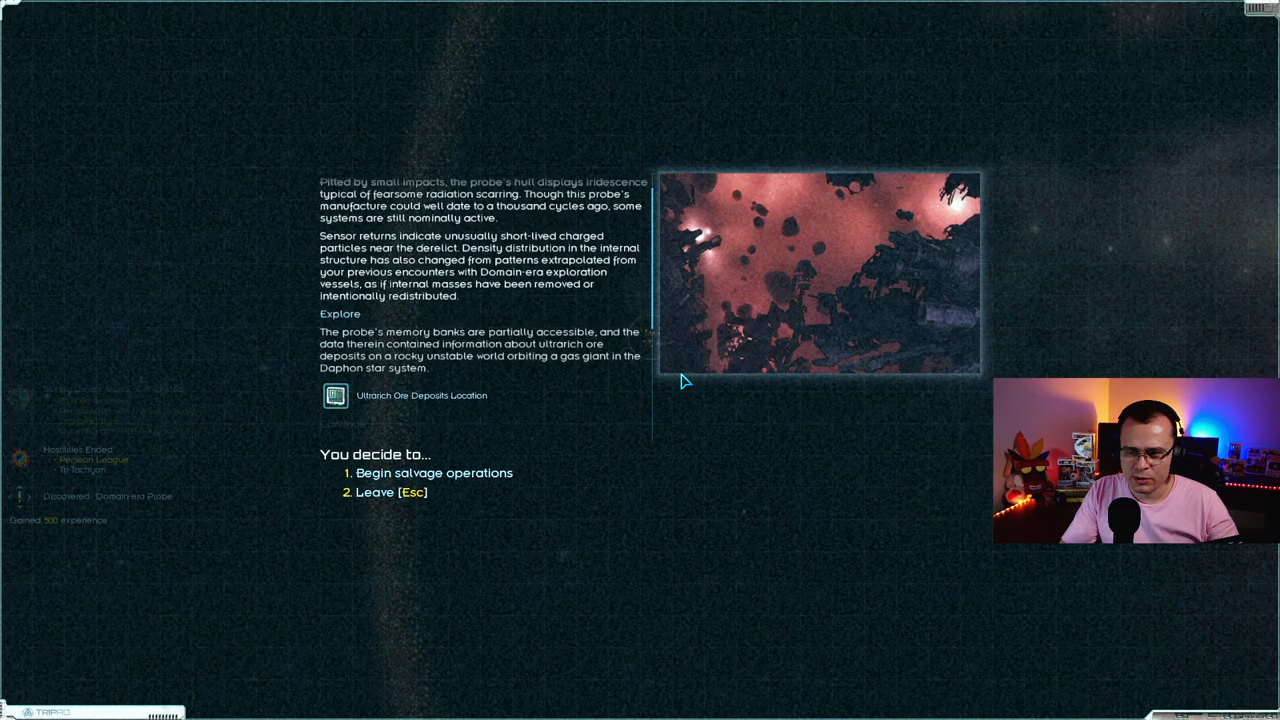 Pitted by small impacts, the probe's hull displays iridescence
typical of fearsome radiation scarring. Though this probe's
manufacture could well date to a thousand cycles ago, some
systems are still nominally active.
Sensor returns indicate unusually short-lived charged
particles near the derelict. Density distribution in the internal
structure has also changed from patterns extrapolated from
your previous encounters with Domain-era exploration
vessels, as if internal masses have been removed or
intentionally redistributed.
Explore
The probe's memory banks are partially accessible, and the
data therein contained information about ultrarich ore
deposits on a rocky unstable world orbiting a gas giant in the
Daphon star system.
Ultrarich Ore Deposits Location
Continue
You decide to...
1. Begin salvage operations
2. Leave [Esc]
Hostilities Ended
- Persean League
- Tri-Tachyon
Discovered: Domain-era Probe
Gained 500 experience
TRIPAD